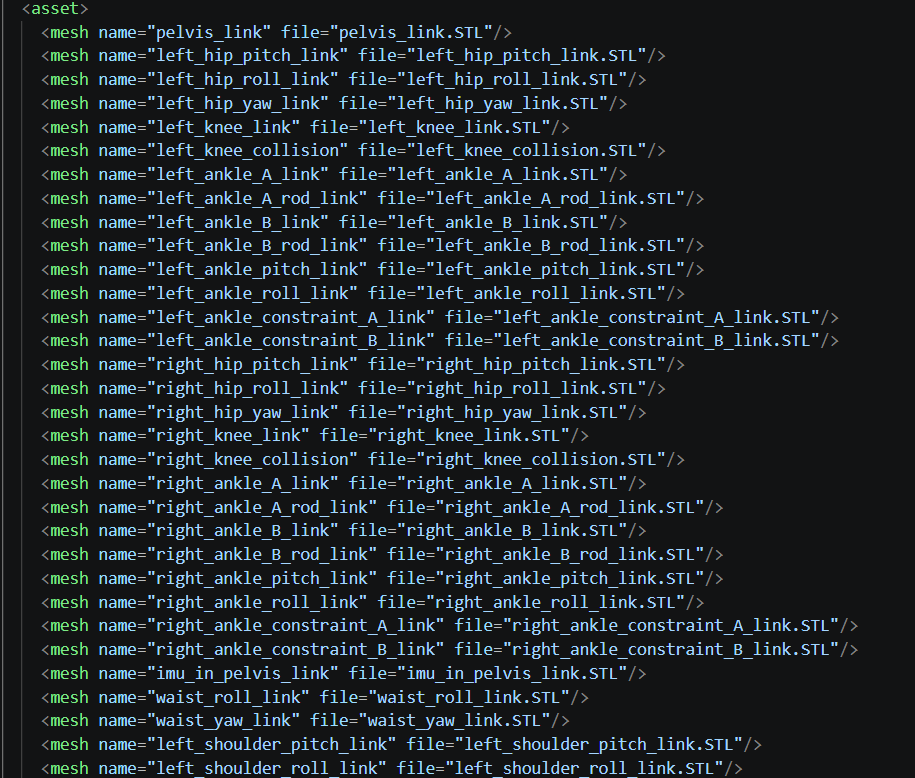 <asset>
<mesh name="pelvis_link" file="pelvis_link.STL"/>
<mesh name="left_hip_pitch_link" file="left_hip_pitch_link.STL"/>
<mesh name="left_hip_roll_link" file="left_hip_roll_link.STL"/>
<mesh name="left_hip_yaw_link" file="left_hip_yaw_link.STL"/>
<mesh name="left_knee_link" file="left_knee_link.STL"/>
<mesh name="left_knee_collision" file="left_knee_collision.STL"/>
<mesh name="left_ankle_A_link" file="left_ankle_A_link.STL"/>
<mesh name="left_ankle_A_rod_link" file="left_ankle_A_rod_link.STL"/>
<mesh name="left_ankle_B_link" file="left_ankle_B_link.STL"/>
<mesh name="left_ankle_B_rod_link" file="left_ankle_B_rod_link.STL"/>
<mesh name="left_ankle_pitch_link" file="left_ankle_pitch_link.STL"/>
<mesh name="left_ankle_roll_link" file="left_ankle_roll_link.STL"/>
<mesh name="left_ankle_constraint_A_link" file="left_ankle_constraint_A_link.STL"/>
<mesh name="left_ankle_constraint_B_link" file="left_ankle_constraint_B_link.STL"/>
<mesh name="right_hip_pitch_link" file="right_hip_pitch_link.STL"/>
<mesh name="right_hip_roll_link" file="right_hip_roll_link.STL"/>
<mesh name="right_hip_yaw_link" file="right_hip_yaw_link.STL"/>
<mesh name="right_knee_link" file="right_knee_link.STL"/>
<mesh name="right_knee_collision" file="right_knee_collision.STL"/>
<mesh name="right_ankle_A_link" file="right_ankle_A_link.STL"/>
<mesh name="right_ankle_A_rod_link" file="right_ankle_A_rod_link.STL"/>
<mesh name="right_ankle_B_link" file="right_ankle_B_link.STL"/>
<mesh name="right_ankle_B_rod_link" file="right_ankle_B_rod_link.STL"/>
<mesh name="right_ankle_pitch_link" file="right_ankle_pitch_link.STL"/>
<mesh name="right_ankle_roll_link" file="right_ankle_roll_link.STL"/>
<mesh name="right_ankle_constraint_A_link" file="right_ankle_constraint_A_link.STL"/>
<mesh name="right_ankle_constraint_B_link" file="right_ankle_constraint_B_link.STL"/>
<mesh name="imu_in_pelvis_link" file="imu_in_pelvis_link.STL"/>
<mesh name="waist_roll_link" file="waist_roll_link.STL"/>
<mesh name="waist_yaw_link" file="waist_yaw_link.STL"/>
<mesh name="left_shoulder_pitch_link" file="left_shoulder_pitch_link.STL"/>
<mesh name="left_shoulder_roll_link" file="left_shoulder_roll_link.STL"/>